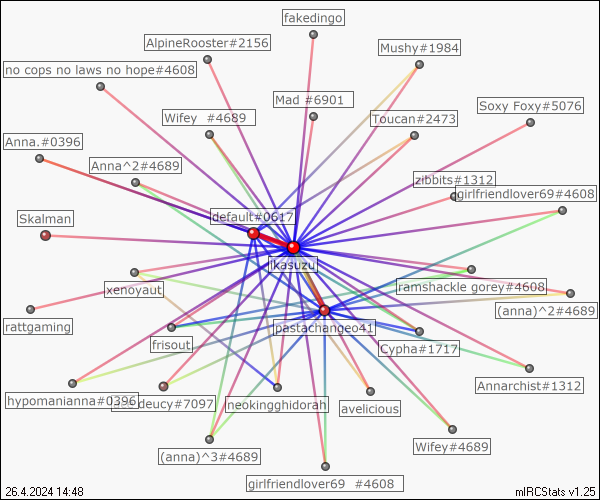 fakedingo
AlpineRooster#2156
Mushy#1984
no cops no laws no hope#4608
Mad #6901
Soxy Foxy#5076
Wifey  #4689
Toucan#2473
Anna.#0396
Anna^2#4689
zibbits#1312
girlfriendlover69#4608
default#0617
Skalman
ikasuzu
xenoyaut
ramshackle gorey#4608
(anna)^2#4689
rattgaming
pastachangeo41
frisout
Cypha#1717
Annarchist#1312
hypomanianna#0396
deucy#7097
neokingghidorah
avelicious
Wifey#4689
(anna)^3#4689
girlfriendlover69  #4608
26.4.2024 14:48
mIRCStats v1.25